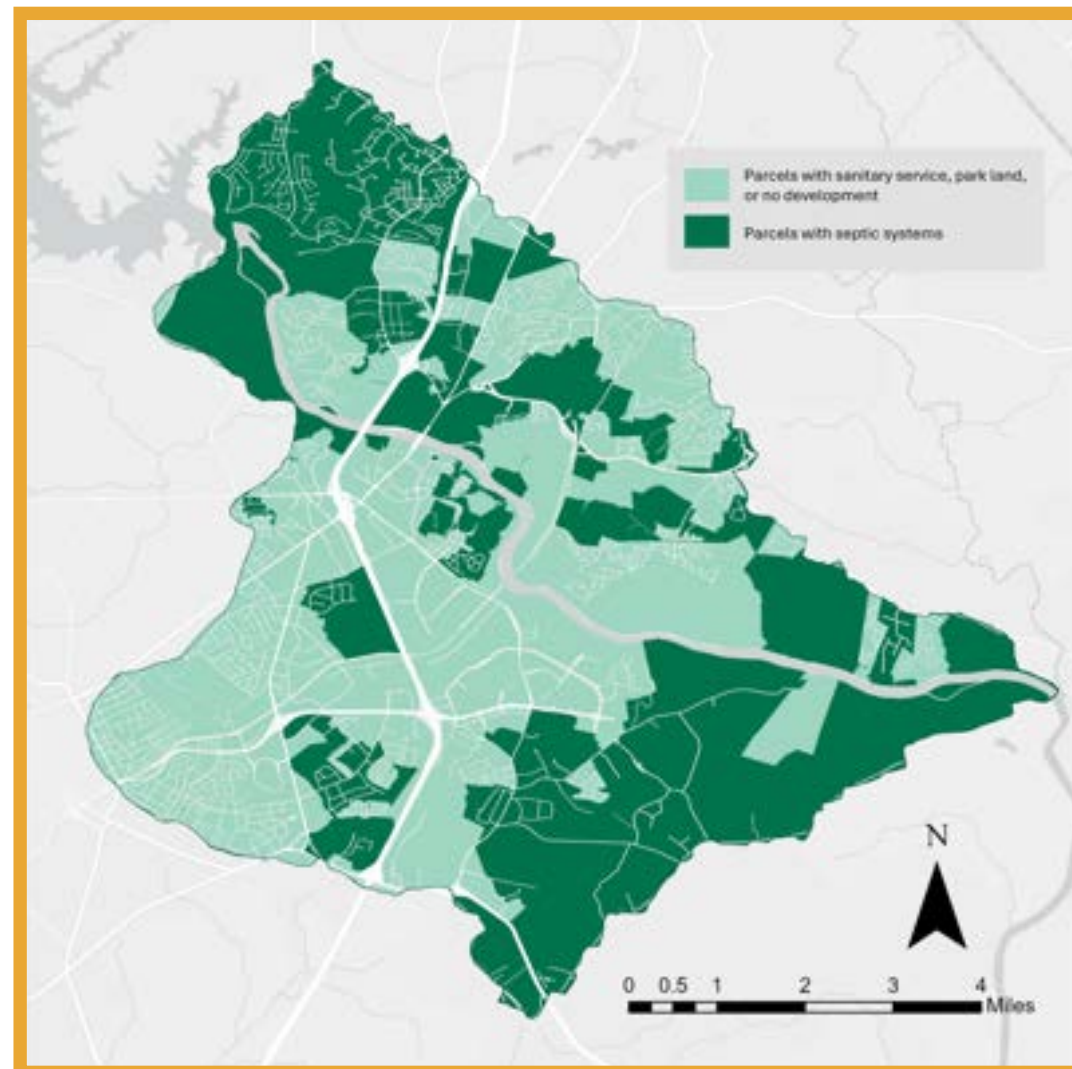 Parcels with sanitary service, park land,
or no development
Parcels with septic systems
N
0 0.5 1 2 3 4
Miles